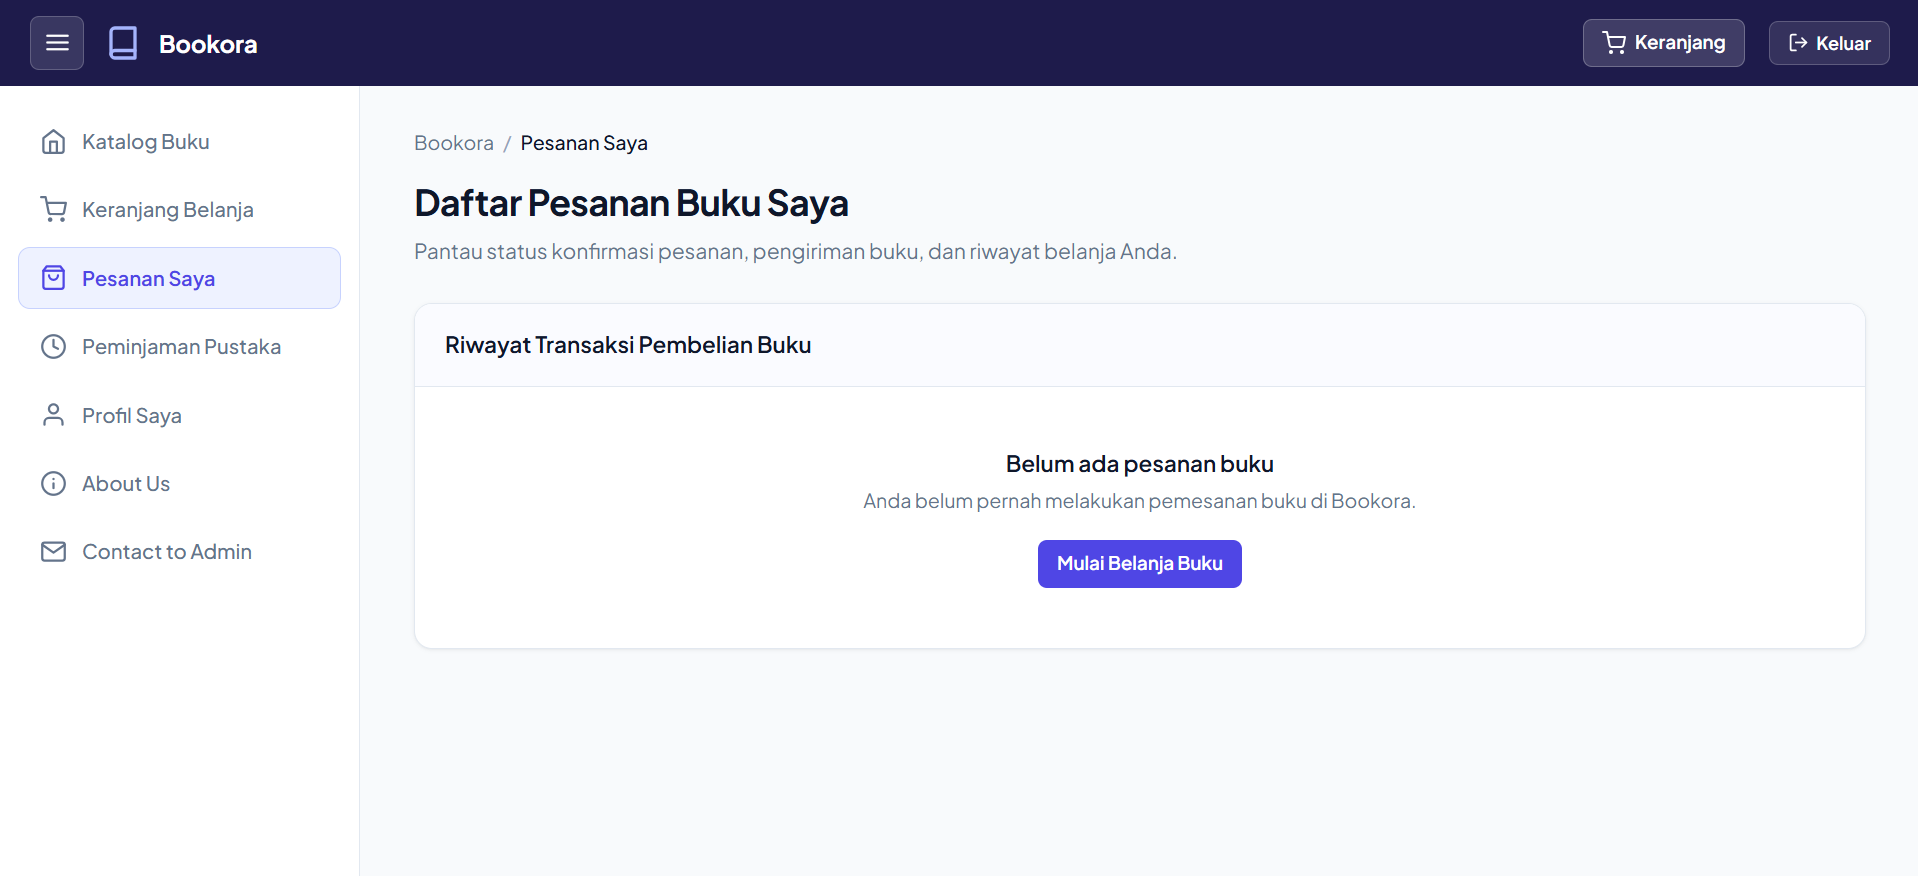 Bookora
Keranjang
Keluar
Katalog Buku
Keranjang Belanja
Pesanan Saya
Peminjaman Pustaka
Profil Saya
About Us
Contact to Admin
Bookora / Pesanan Saya
Daftar Pesanan Buku Saya
Pantau status konfirmasi pesanan, pengiriman buku, dan riwayat belanja Anda.
Riwayat Transaksi Pembelian Buku
Belum ada pesanan buku
Anda belum pernah melakukan pemesanan buku di Bookora.
Mulai Belanja Buku